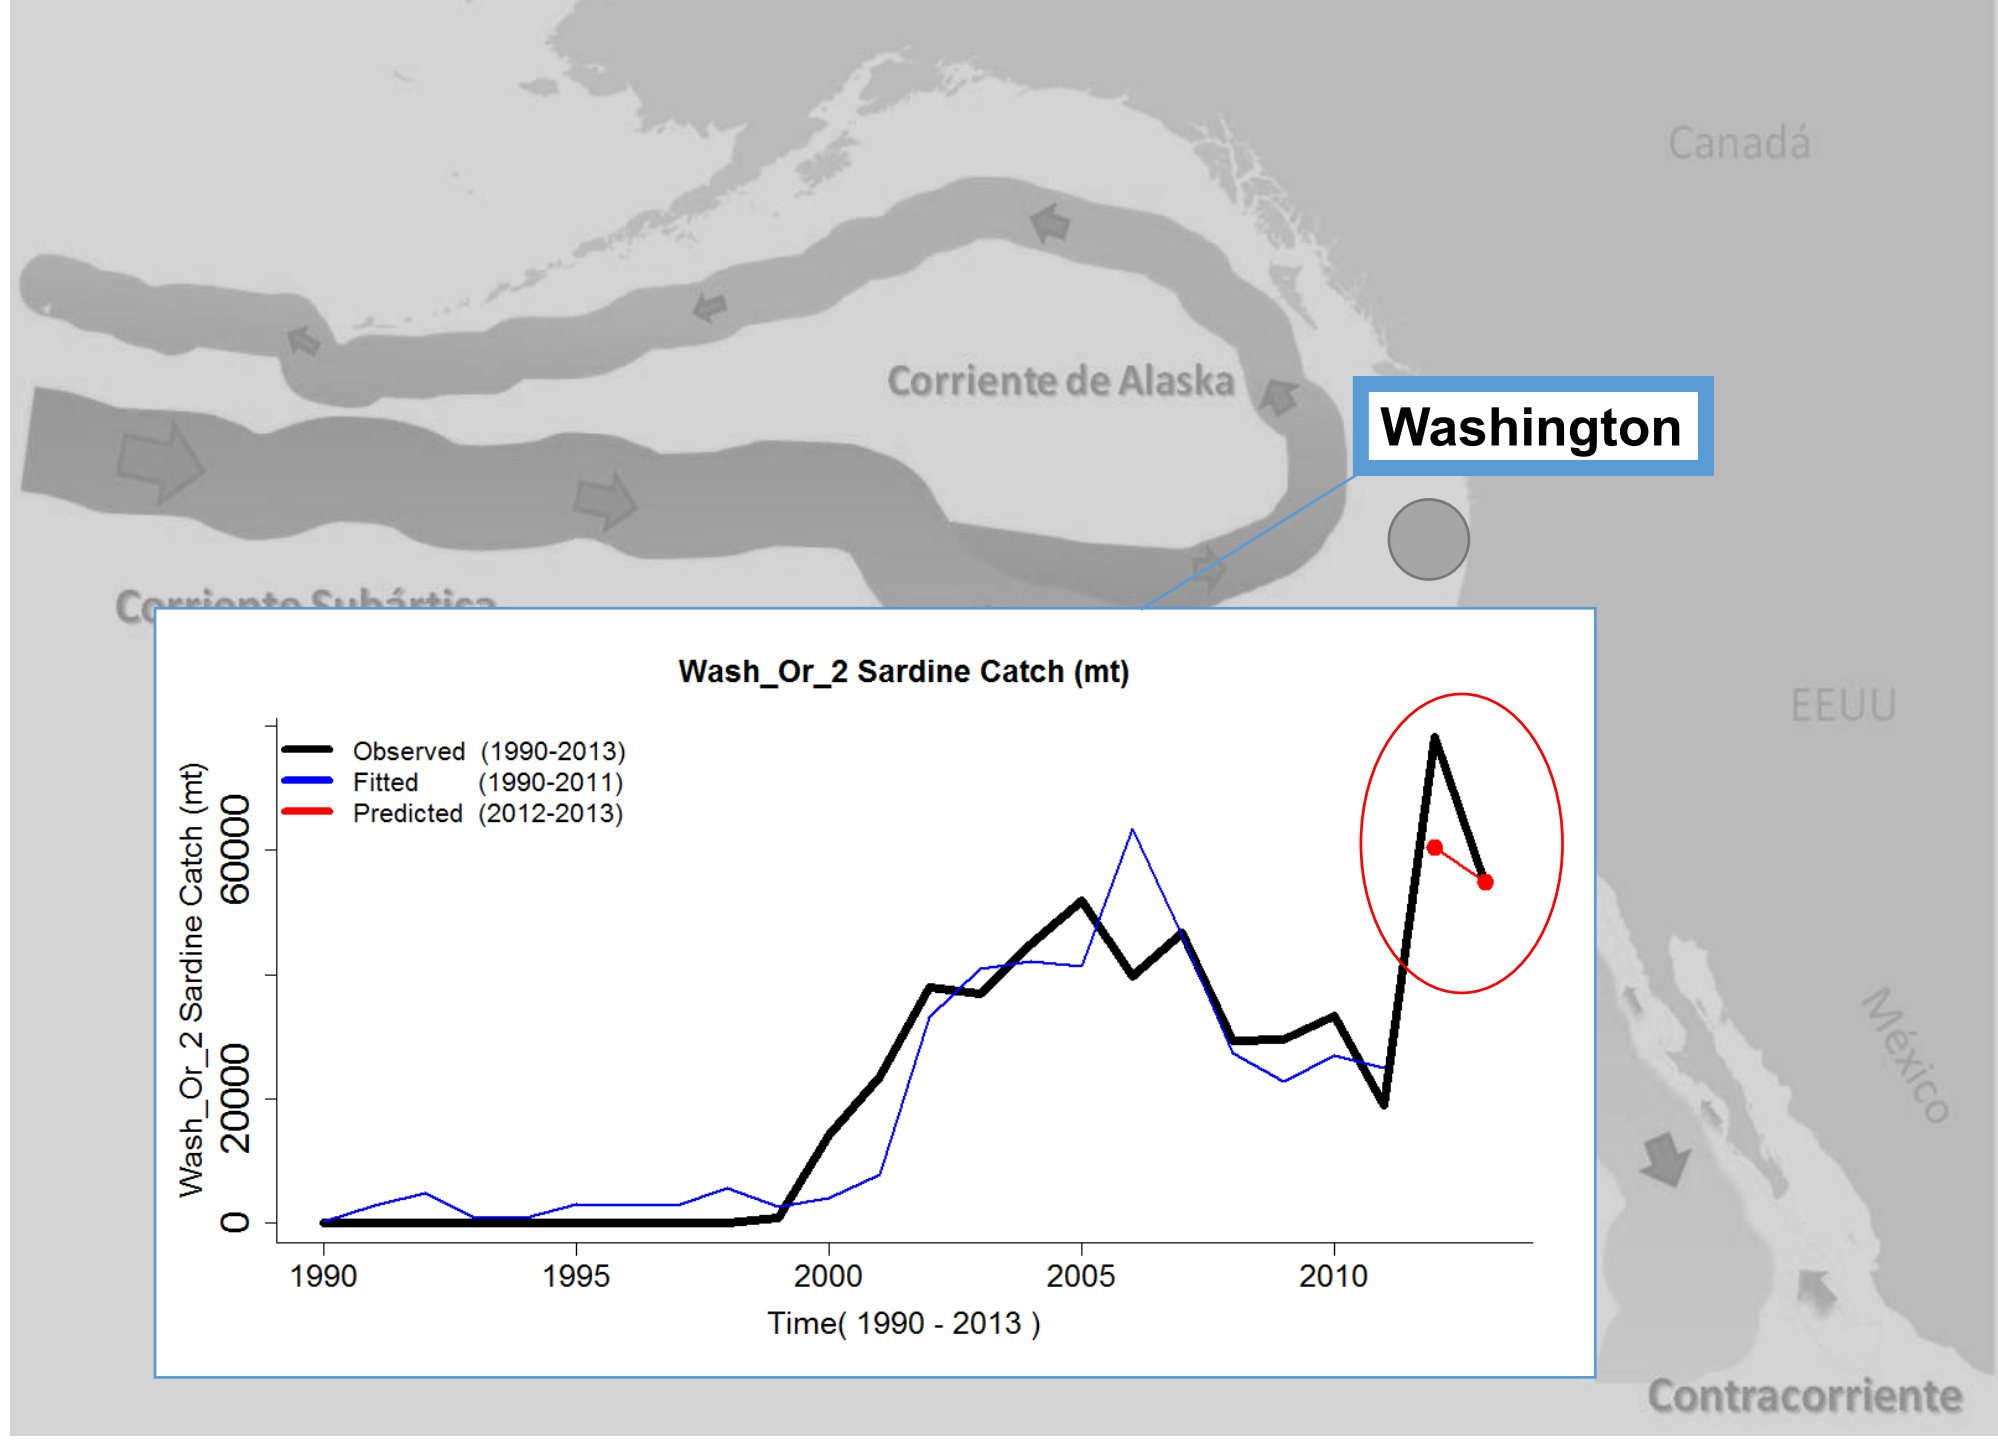 Canadá
Corriente de Alaska
Washington
Corriente Subártica
EEUU
México
Contracorriente
Wash_Or_2 Sardine Catch (mt)
Observed (1990-2013)
Fitted (1990-2011)
Predicted (2012-2013)
Wash_Or_2 Sardine Catch (mt)
60000
20000
0
1990 1995 2000 2005 2010
Time( 1990 - 2013 )